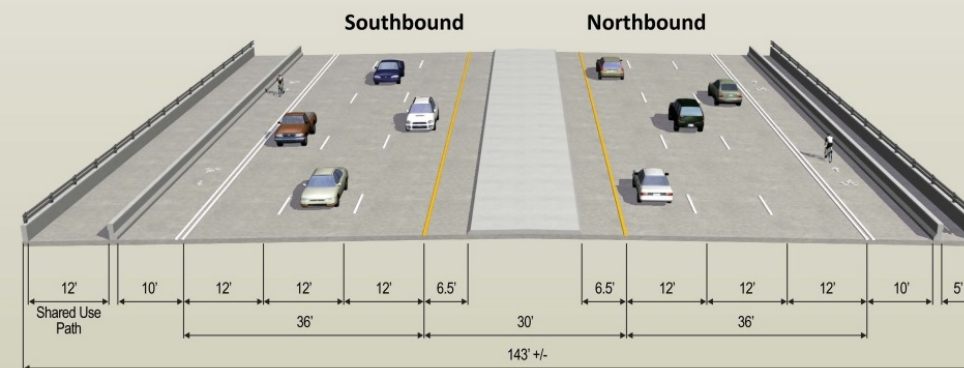 Southbound
Northbound
12' 10' 12' 12' 12' 6.5' 6.5' 12' 12' 12' 10' 5'
Shared Use
Path
36' 30' 36'
143' +/-